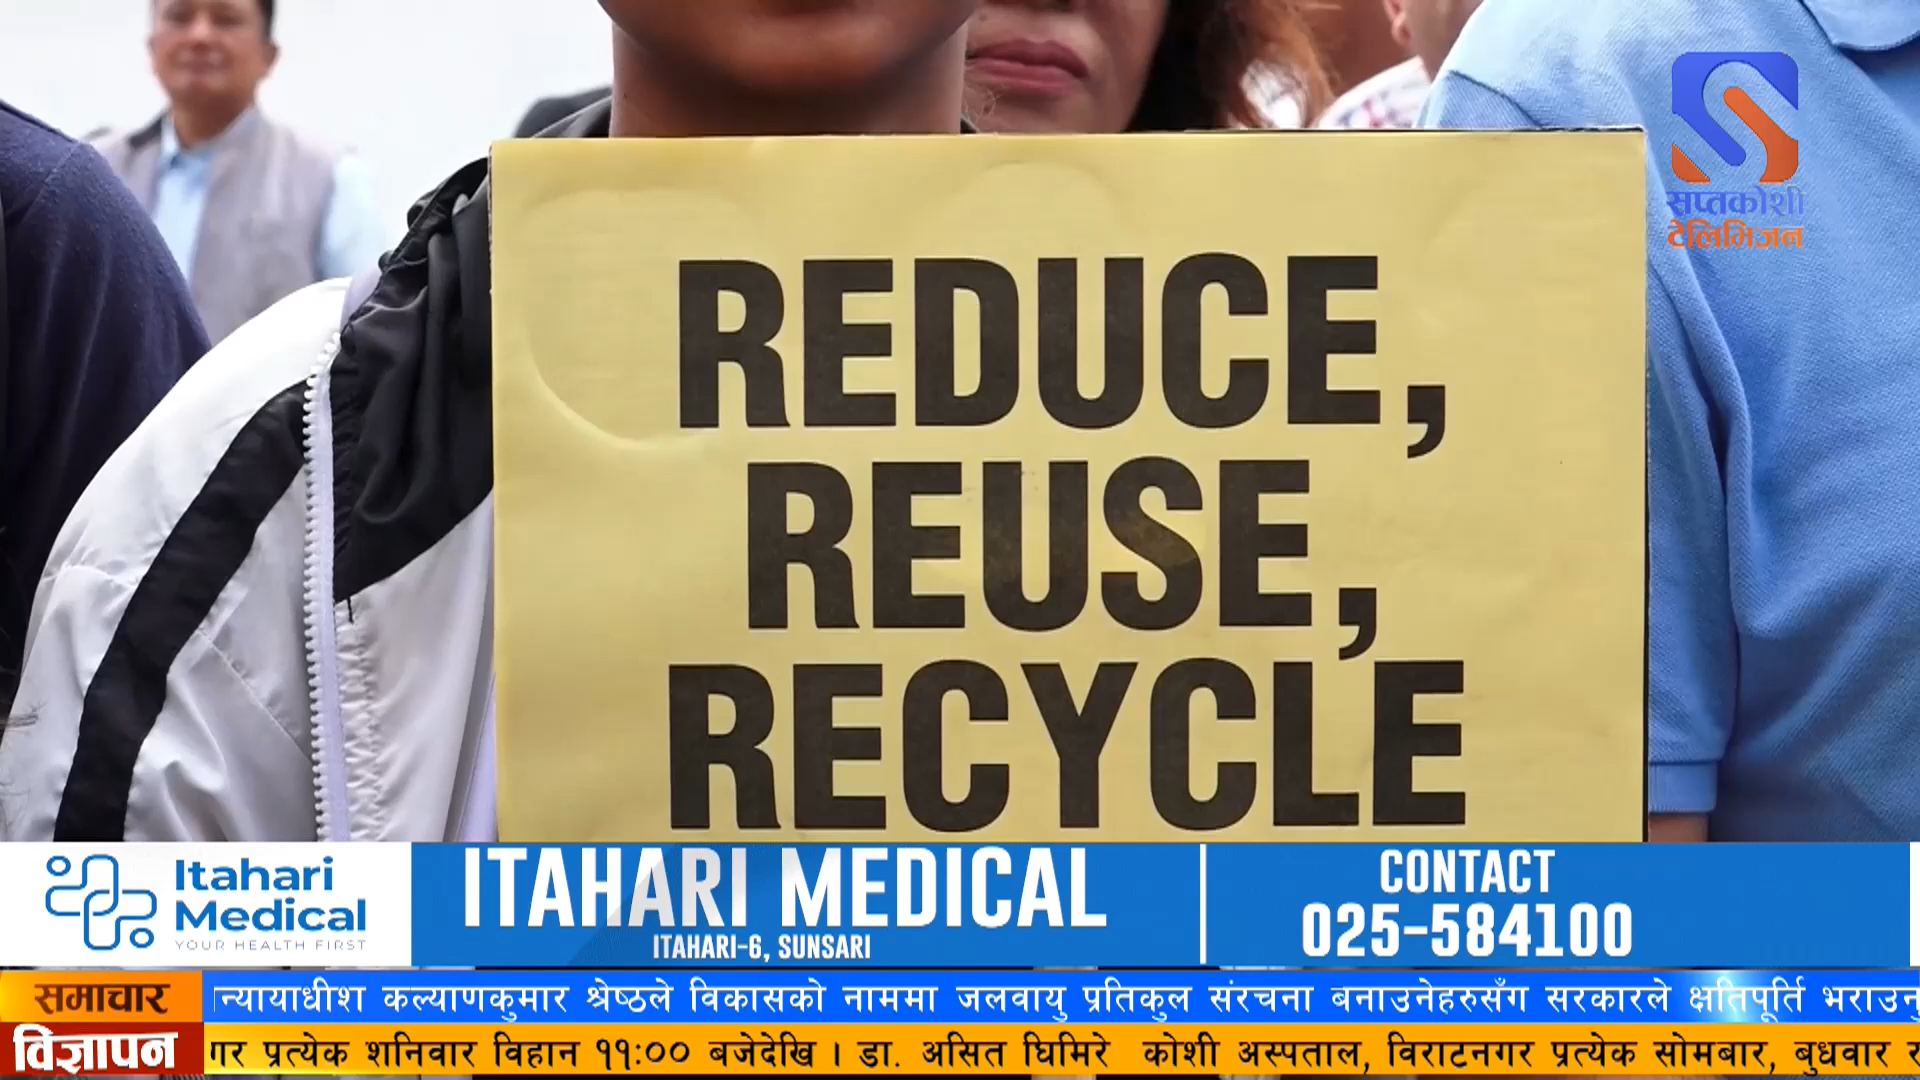 सप्तकोशी
टेलिभिजन
REDUCE,
REUSE,
RECYCLE
Itahari
Medical
YOUR HEALTH FIRST
ITAHARI MEDICAL
ITAHARI-6, SUNSARI
CONTACT
025-584100
समाचार
न्यायाधीश कल्याणकुमार श्रेष्ठले विकासको नाममा जलवायु प्रतिकुल संरचना बनाउनेहरुसँग सरकारले क्षतिपूर्ति
विज्ञापन
गर प्रत्येक शनिवार विहान ११:०० बजेदेखि । डा. असित घिमिरे कोशी अस्पताल, विराटनगर प्रत्येक सोमबार, बुधवार